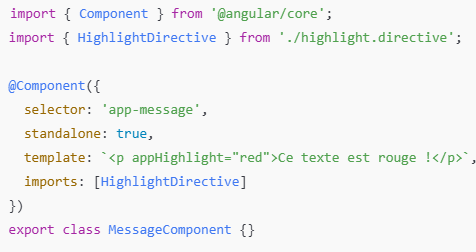 import { Component } from '@angular/core';
import { HighlightDirective } from './highlight.directive';

@Component({
  selector: 'app-message',
  standalone: true,
  template: `<p appHighlight="red">Ce texte est rouge !</p>`,
  imports: [HighlightDirective]
})
export class MessageComponent {}